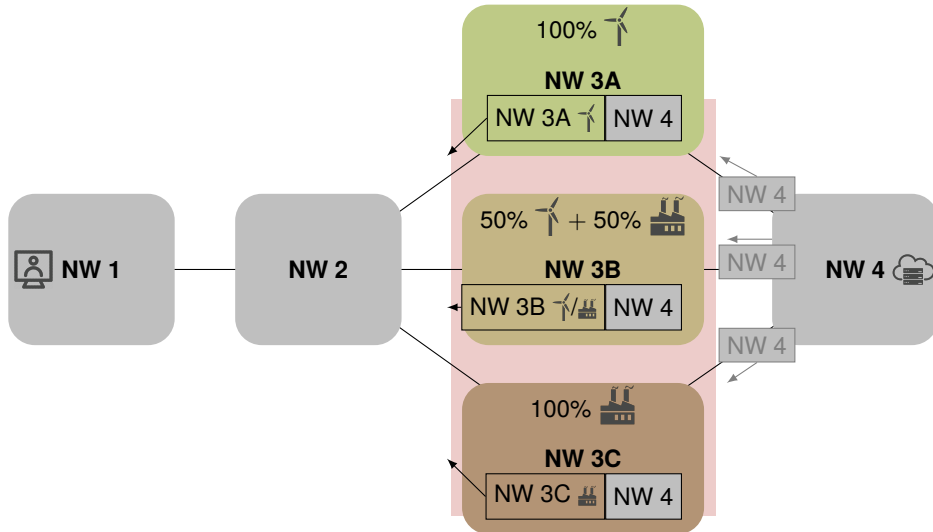 100%
NW 3A
NW 3A NW 4
NW 4
50% + 50%
NW 1
NW 2
NW 3B
NW 4
NW 4
NW 3B / NW 4
NW 4
100%
NW 3C
NW 3C NW 4